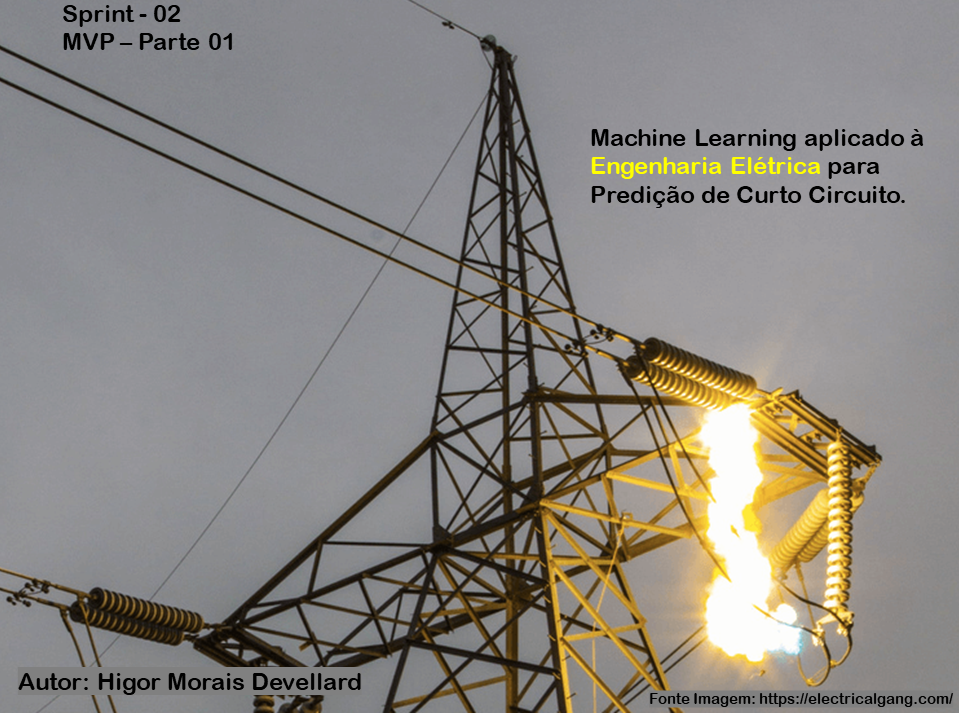 Sprint - 02
MVP – Parte 01
Machine Learning aplicado à
Engenharia Elétrica para
Predição de Curto Circuito.
Autor: Higor Morais Devellard
Fonte Imagem: https://electricalgang.com/